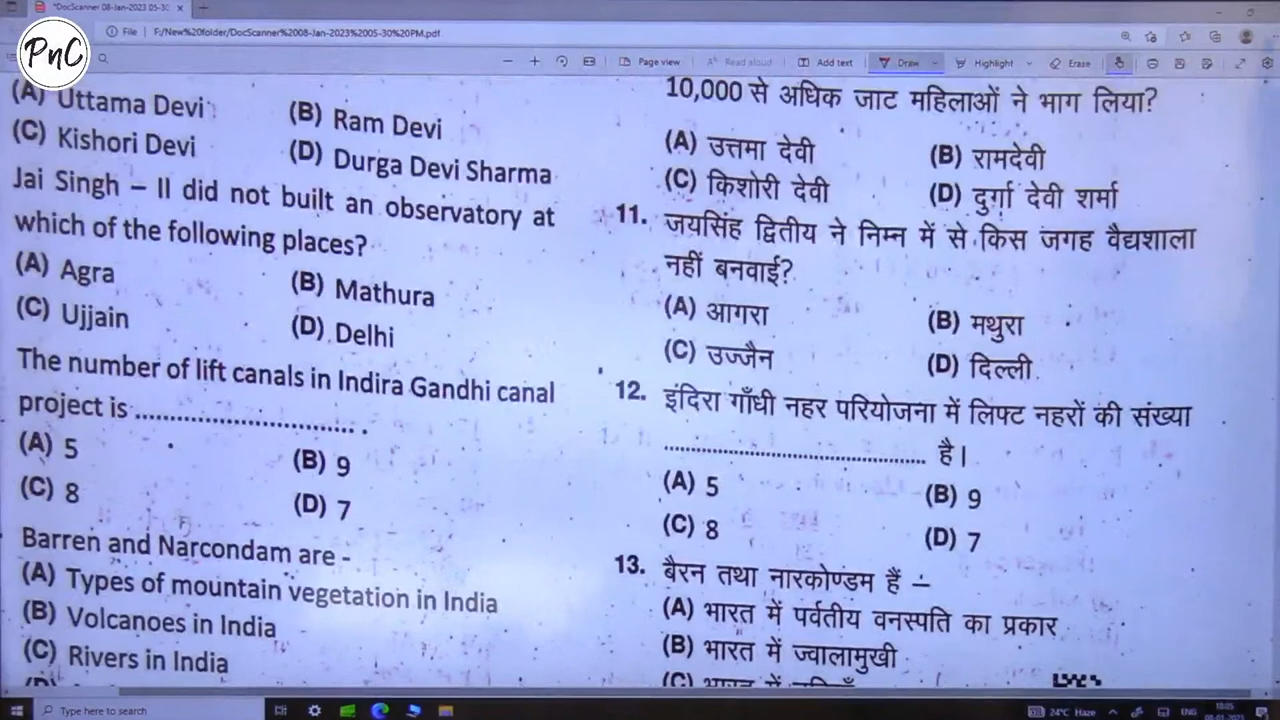 *DocScanner 08-Jan-2023 05-30
PnC
File F:/New%20folder/DocScanner%2008-Jan-2023%2005-30%20PM.pdf
Page view Read aloud Add text Draw Highlight Erase
(A) Uttama Devi (B) Ram Devi
(C) Kishori Devi (D) Durga Devi Sharma
Jai Singh – II did not built an observatory at
which of the following places?
(A) Agra (B) Mathura
(C) Ujjain (D) Delhi
The number of lift canals in Indira Gandhi canal
project is ....................................
(A) 5 (B) 9
(C) 8 (D) 7
Barren and Narcondam are -
(A) Types of mountain vegetation in India
(B) Volcanoes in India
(C) Rivers in India
10,000 से अधिक जाट महिलाओं ने भाग लिया?
(A) उत्तमा देवी (B) रामदेवी
(C) किशोरी देवी (D) दुर्गा देवी शर्मा
11. जयसिंह द्वितीय ने निम्न में से किस जगह वैद्यशाला
नहीं बनवाई?
(A) आगरा (B) मथुरा
(C) उज्जैन (D) दिल्ली
12. इंदिरा गाँधी नहर परियोजना में लिफ्ट नहरों की संख्या
.......................................... है।
(A) 5 (B) 9
(C) 8 (D) 7
13. बैरन तथा नारकोण्डम हैं –
(A) भारत में पर्वतीय वनस्पति का प्रकार
(B) भारत में ज्वालामुखी
Type here to search
24°C Haze ENG 18:05